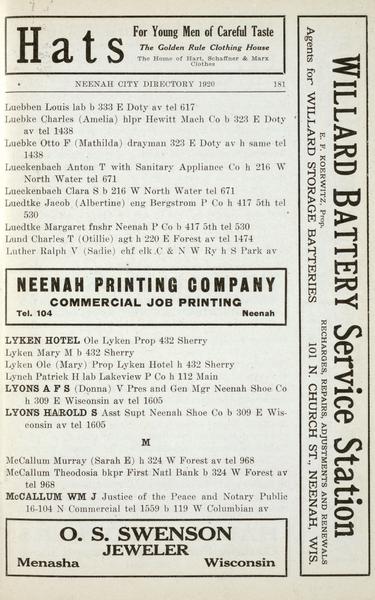 Hats
For Young Men of Careful Taste
The Golden Rule Clothing House
The Home of Hart, Schaffner & Marx
Clothes
NEENAH CITY DIRECTORY 1920 181
Luebben Louis lab b 333 E Doty av tel 617
Luebke Charles (Amelia) hlpr Hewitt Mach Co b 323 E Doty
av tel 1438
Luebke Otto F (Mathilda) drayman 323 E Doty av h same tel
1438
Lueckenbach Anton T with Sanitary Appliance Co h 216 W
North Water tel 671
Lueckenbach Clara S b 216 W North Water tel 671
Luedtke Jacob (Albertine) eng Bergstrom P Co h 417 5th tel
530
Luedtke Margaret fnshr Neenah P Co b 417 5th tel 530
Lund Charles T (Otillie) agt h 220 E Forest av tel 1474
Luther Ralph V (Sadie) chf clk C & N W Ry h S Park av
NEENAH PRINTING COMPANY
COMMERCIAL JOB PRINTING
Tel. 104 Neenah
LYKEN HOTEL Ole Lyken Prop 432 Sherry
Lyken Mary M b 432 Sherry
Lyken Ole (Mary) Prop Lyken Hotel h 432 Sherry
Lynch Patrick H lab Lakeview P Co h 112 Main
LYONS A F S (Donna) V Pres and Gen Mgr Neenah Shoe Co
h 309 E Wisconsin av tel 1605
LYONS HAROLD S Asst Supt Neenah Shoe Co b 309 E Wis-
consin av tel 1605
M
McCallum Murray (Sarah E) h 324 W Forest av tel 968
McCallum Theodosia bkpr First Natl Bank b 324 W Forest av
tel 968
McCALLUM WM J Justice of the Peace and Notary Public
16-104 N Commercial tel 1559 b 119 W Columbian av
O. S. SWENSON
JEWELER
Menasha Wisconsin
WILLARD BATTERY Service Station
E. F. KOERWITZ, Prop. RECHARGES, REPAIRS, ADJUSTMENTS AND RENEWALS
Agents for WILLARD STORAGE BATTERIES 101 N CHURCH ST., NEENAH, WIS.